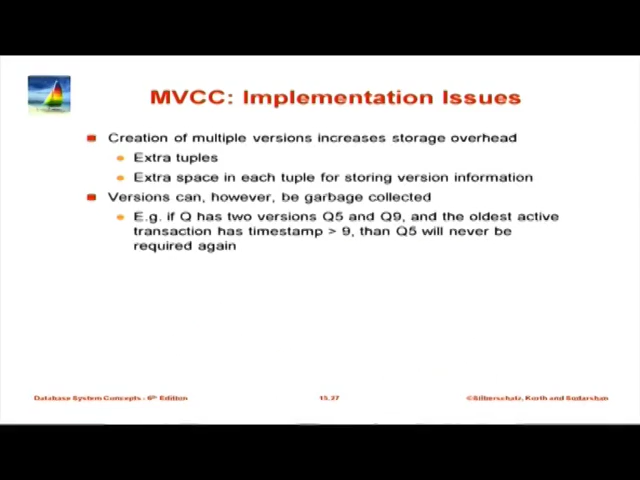 MVCC: Implementation Issues
Creation of multiple versions increases storage overhead
Extra tuples
Extra space in each tuple for storing version information
Versions can, however, be garbage collected
E.g. if Q has two versions Q5 and Q9, and the oldest active
transaction has timestamp > 9, than Q5 will never be
required again
Database System Concepts - 6th Edition
15.27
©Silberschatz, Korth and Sudarshan